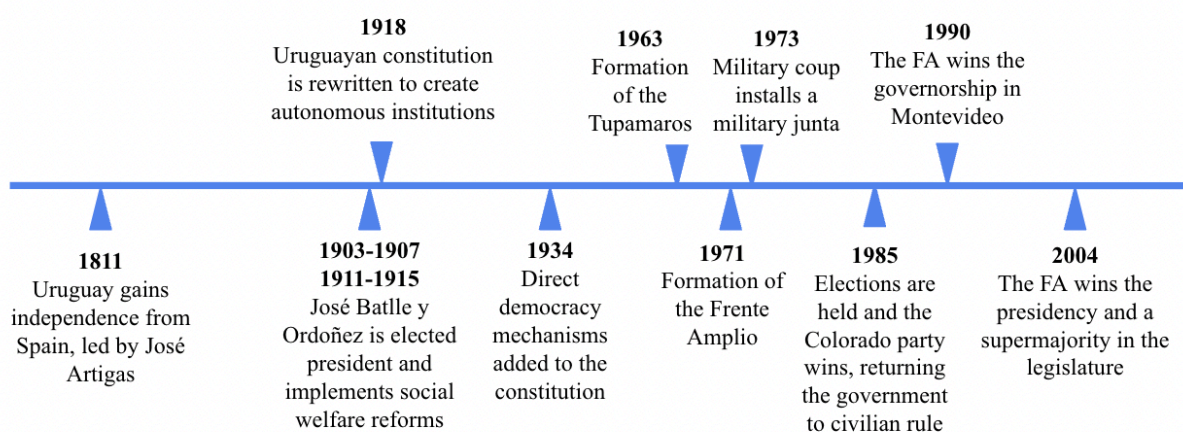 1918
Uruguayan constitution
is rewritten to create
autonomous institutions
1963
Formation
of the
Tupamaros
1973
Military coup
installs a
military junta
1990
The FA wins the
governorship in
Montevideo
1811
Uruguay gains
independence from
Spain, led by José
Artigas
1903-1907
1911-1915
José Batlle y
Ordoñez is elected
president and
implements social
welfare reforms
1934
Direct
democracy
mechanisms
added to the
constitution
1971
Formation of
the Frente
Amplio
1985
Elections are
held and the
Colorado party
wins, returning
the government
to civilian rule
2004
The FA wins the
presidency and a
supermajority in the
legislature